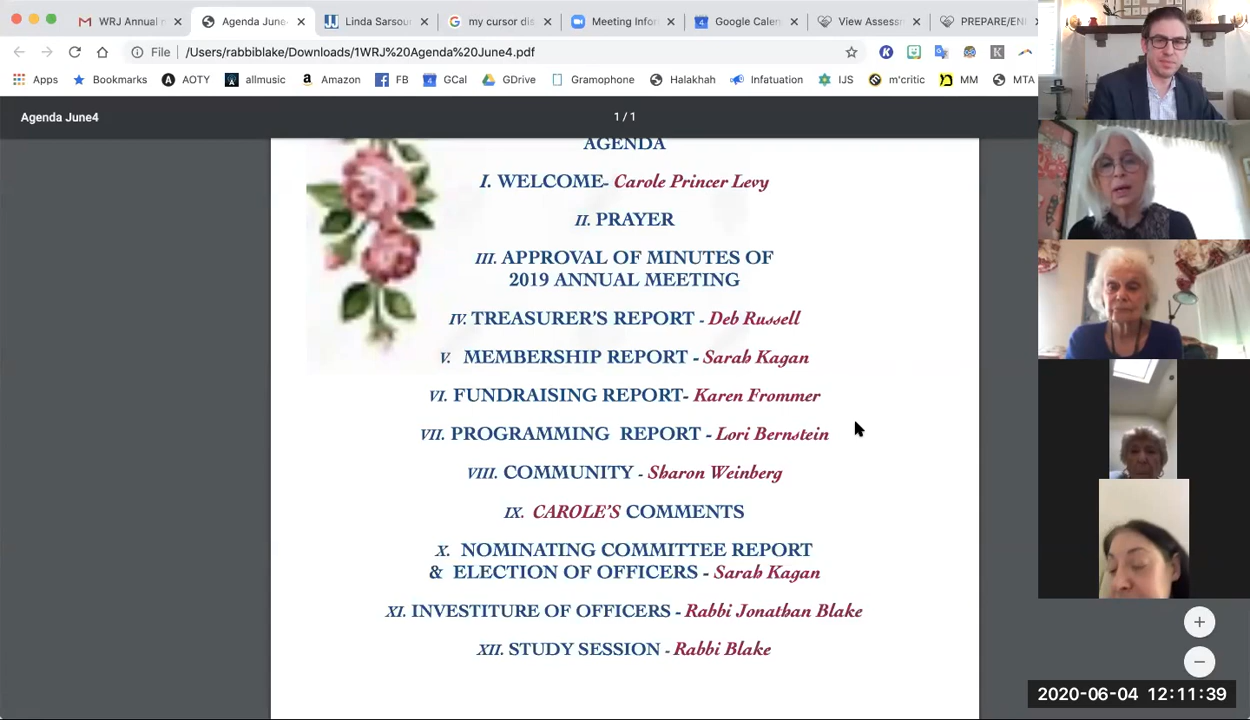 WRJ Annual
Agenda June
Linda Sarsou
my cursor dis
Meeting Infor
Google Calen
View Assessm
PREPARE/EN
File
/Users/rabbiblake/Downloads/1WRJ%20Agenda%20June4.pdf
Apps
Bookmarks
AOTY
allmusic
Amazon
FB
GCal
GDrive
Gramophone
Halakhah
Infatuation
IJS
m'critic
MM
MTA
Agenda June4
1 / 1
AGENDA
I. WELCOME- Carole Princer Levy
II. PRAYER
III. APPROVAL OF MINUTES OF
2019 ANNUAL MEETING
IV. TREASURER'S REPORT - Deb Russell
V. MEMBERSHIP REPORT - Sarah Kagan
VI. FUNDRAISING REPORT- Karen Frommer
VII. PROGRAMMING REPORT - Lori Bernstein
VIII. COMMUNITY - Sharon Weinberg
IX. CAROLE'S COMMENTS
X. NOMINATING COMMITTEE REPORT
& ELECTION OF OFFICERS - Sarah Kagan
XI. INVESTITURE OF OFFICERS - Rabbi Jonathan Blake
XII. STUDY SESSION - Rabbi Blake
2020-06-04 12:11:39